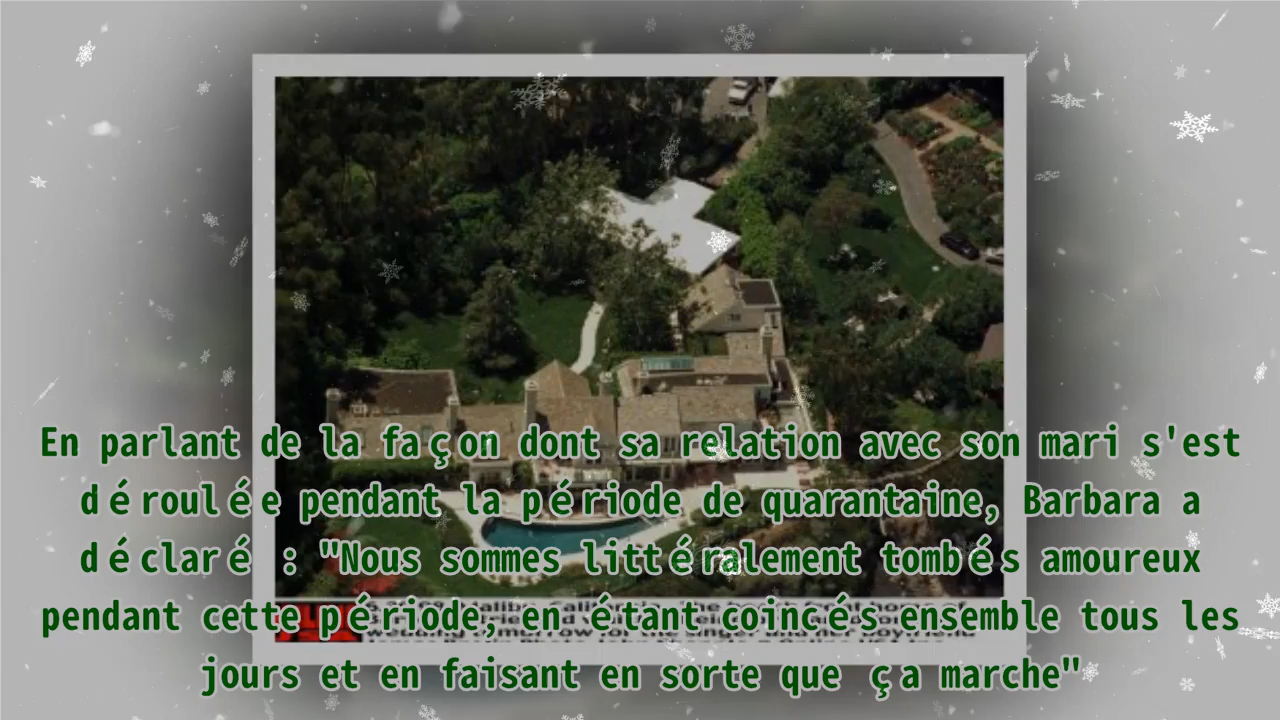 En parlant de la façon dont sa relation avec son mari s'est
déroulée pendant la période de quarantaine, Barbara a
déclaré : "Nous sommes littéralement tombés amoureux
pendant cette période, en étant coincés ensemble tous les
jours et en faisant en sorte que ça marche"